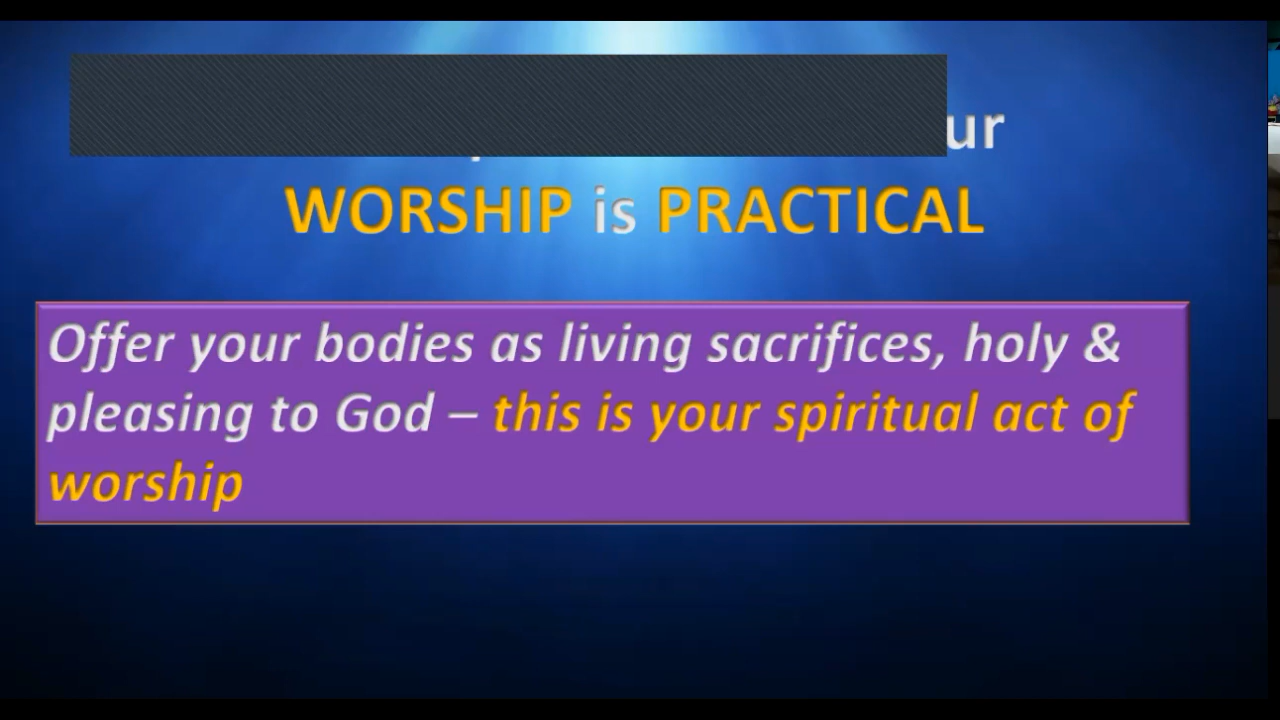 WORSHIP is PRACTICAL
Offer your bodies as living sacrifices, holy &
pleasing to God – this is your spiritual act of
worship